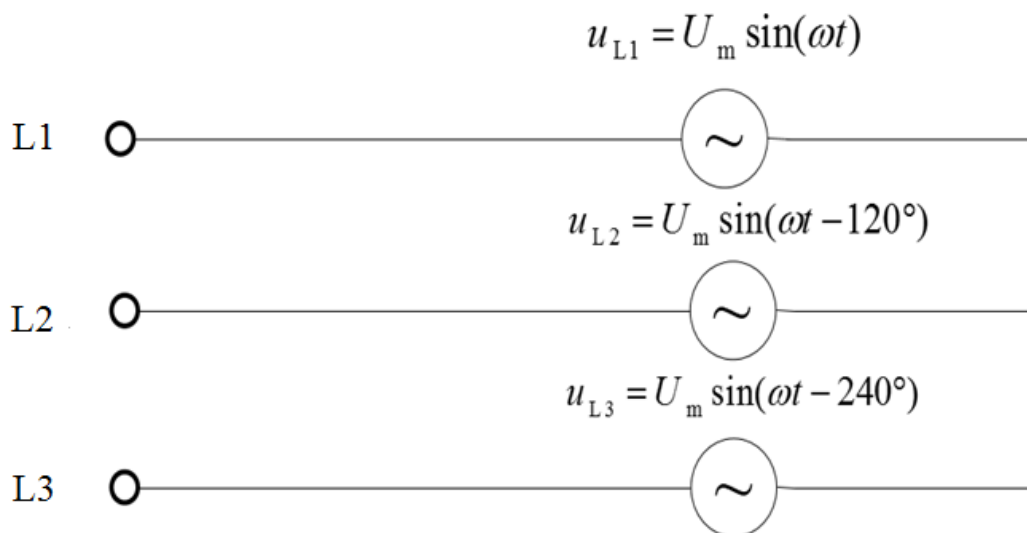 u_L1 = U_m sin(ωt)
L1
~
u_L2 = U_m sin(ωt − 120°)
L2
~
u_L3 = U_m sin(ωt − 240°)
L3
~